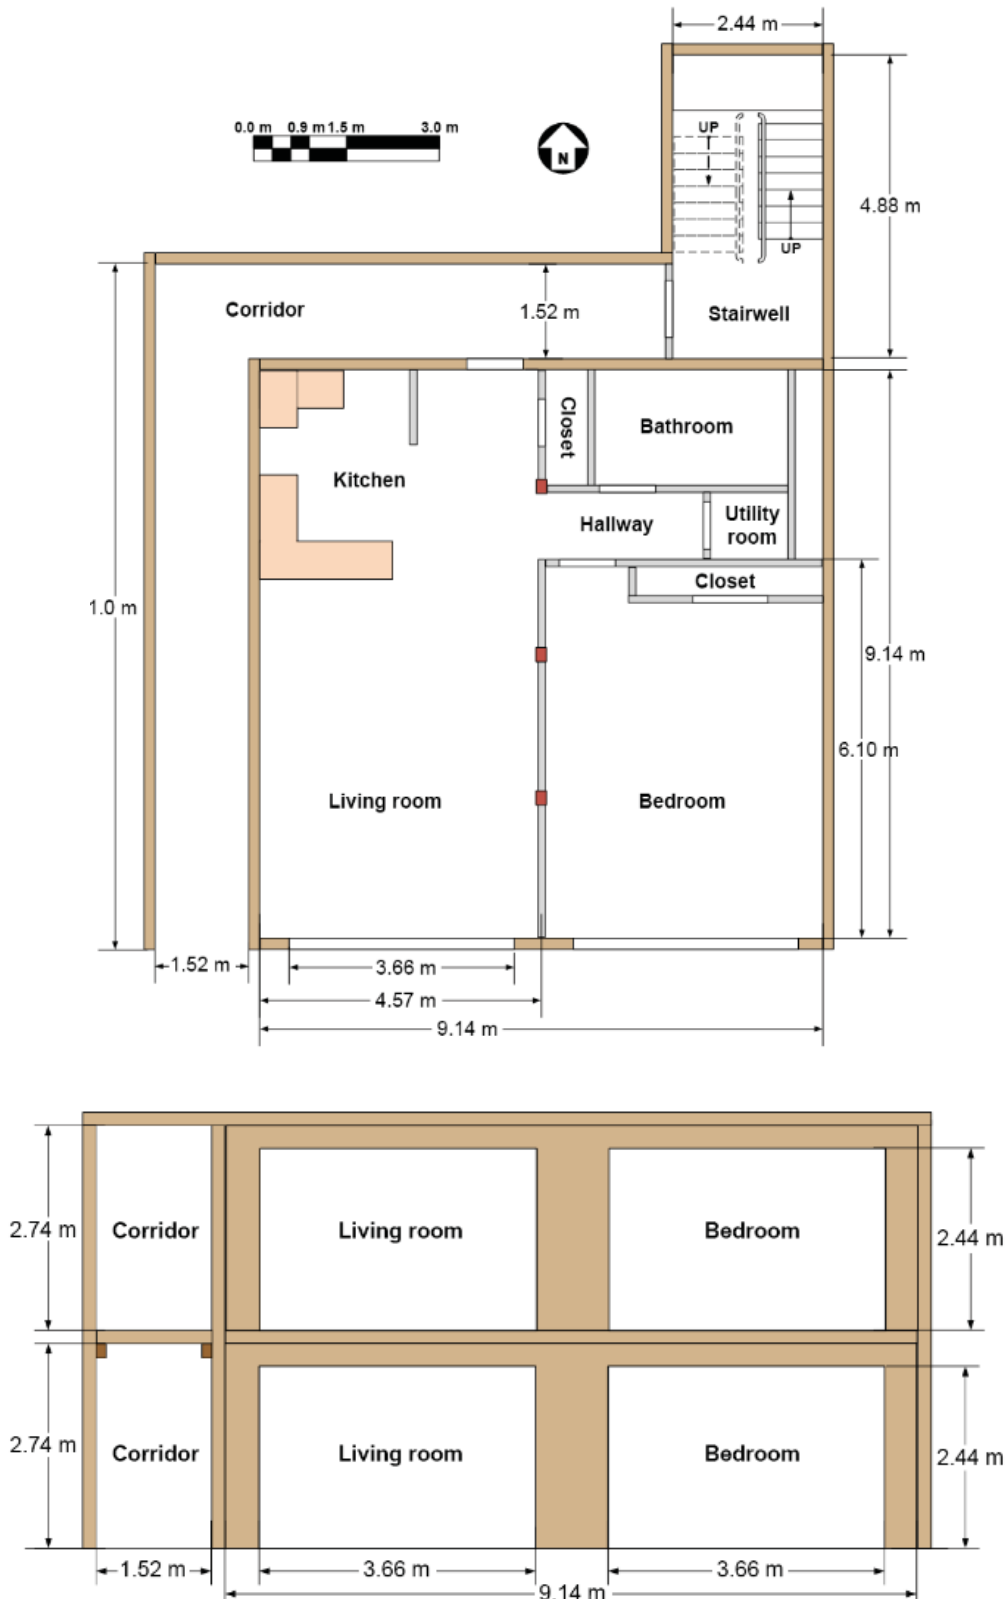 2.44 m
0.0 m 0.9 m 1.5 m 3.0 m
N
UP
4.88 m
UP
Corridor
1.52 m
Stairwell
Closet
Bathroom
Kitchen
Hallway
Utility
room
Closet
1.0 m
9.14 m
6.10 m
Living room
Bedroom
1.52 m
3.66 m
4.57 m
9.14 m
2.74 m
Corridor
Living room
Bedroom
2.44 m
2.74 m
Corridor
Living room
Bedroom
2.44 m
1.52 m
3.66 m
3.66 m
9.14 m